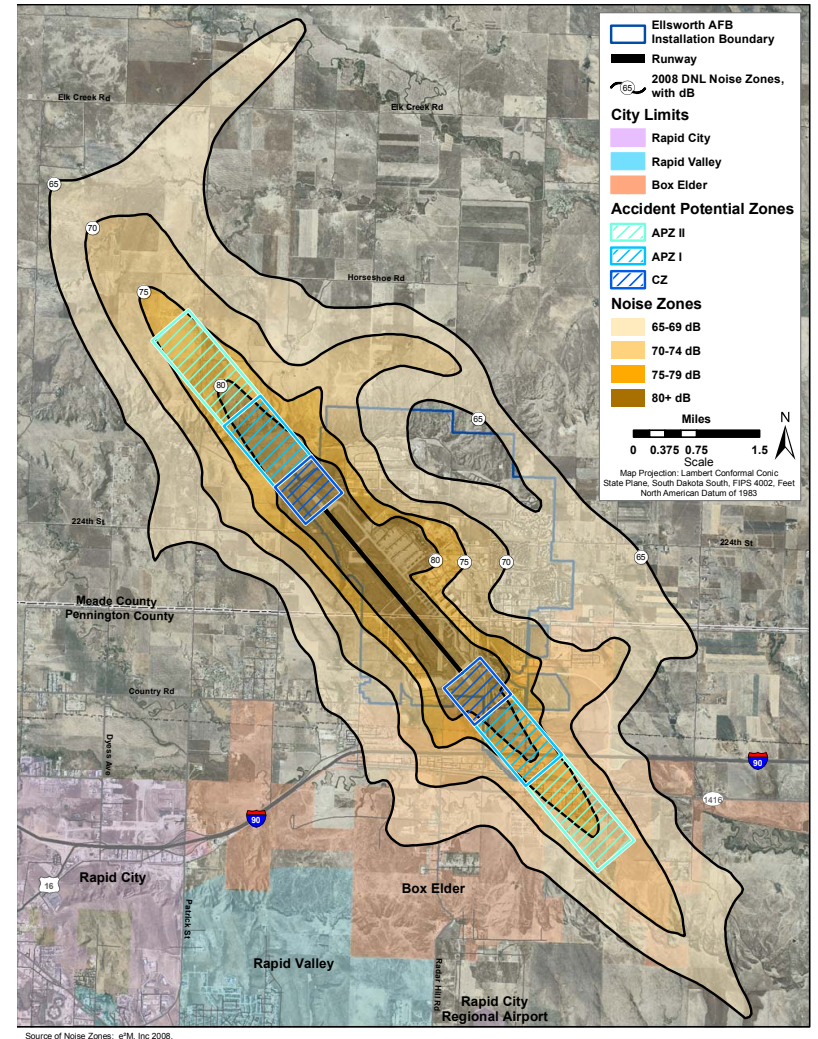 Ellsworth AFB
Installation Boundary
Runway
65
2008 DNL Noise Zones,
with dB
City Limits
Rapid City
Rapid Valley
Box Elder
Accident Potential Zones
APZ II
APZ I
CZ
Noise Zones
65-69 dB
70-74 dB
75-79 dB
80+ dB
Miles
0 0.375 0.75 1.5
Scale
N
Map Projection: Lambert Conformal Conic
State Plane, South Dakota South, FIPS 4002, Feet
North American Datum of 1983
Elk Creek Rd
Elk Creek Rd
65
70
Horseshoe Rd
75
80
65
224th St
224th St
80
75
70
65
Meade County
Pennington County
Country Rd
Dyess Ave
90
90
1416
16
Rapid City
Box Elder
Patrick St
Rapid Valley
Radar Hill Rd
Rapid City
Regional Airport
Source of Noise Zones: e²M, Inc 2008.